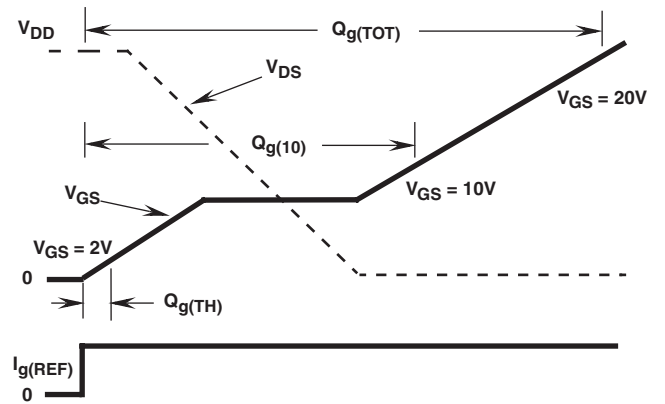 V_DD
Q_g(TOT)
V_DS
V_GS = 20V
Q_g(10)
V_GS
V_GS = 10V
V_GS = 2V
0
Q_g(TH)
I_g(REF)
0